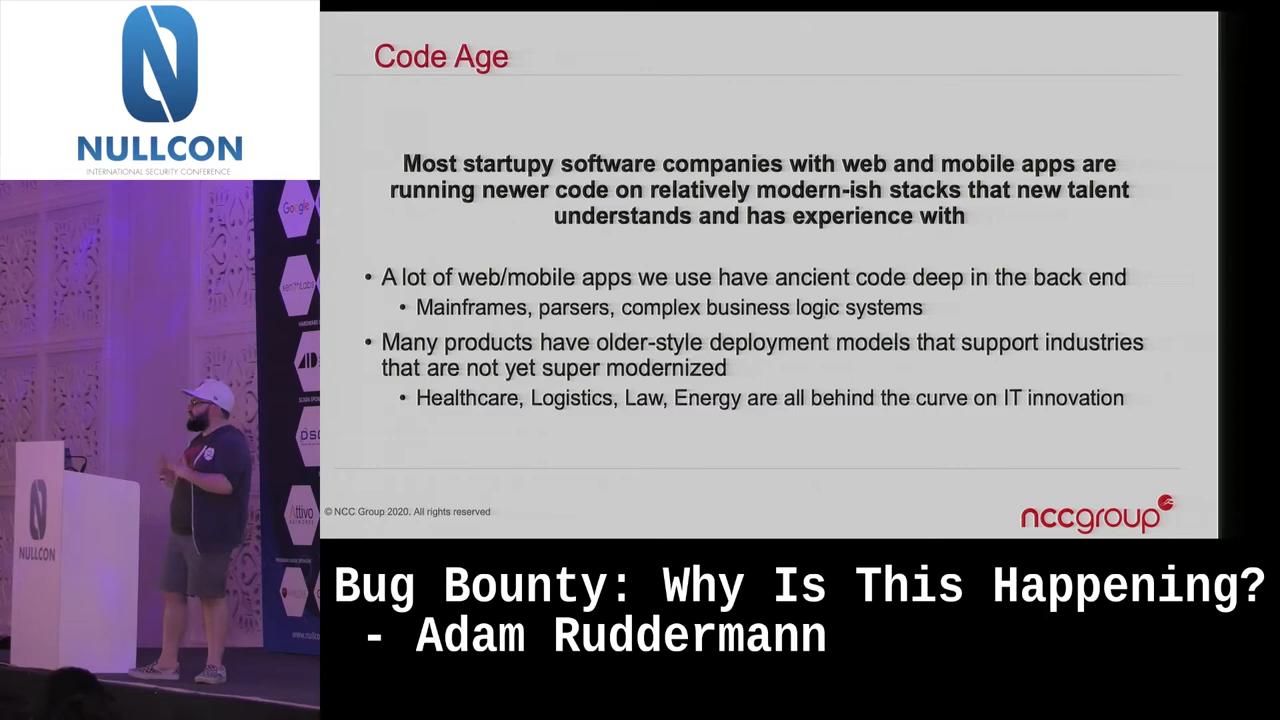 NULLCON
INTERNATIONAL SECURITY CONFERENCE
Code Age
Most startupy software companies with web and mobile apps are
running newer code on relatively modern-ish stacks that new talent
understands and has experience with
• A lot of web/mobile apps we use have ancient code deep in the back end
• Mainframes, parsers, complex business logic systems
• Many products have older-style deployment models that support industries
that are not yet super modernized
• Healthcare, Logistics, Law, Energy are all behind the curve on IT innovation
© NCC Group 2020. All rights reserved
nccgroup
Google
Attivo
NULLCON
Bug Bounty: Why Is This Happening?
- Adam Ruddermann